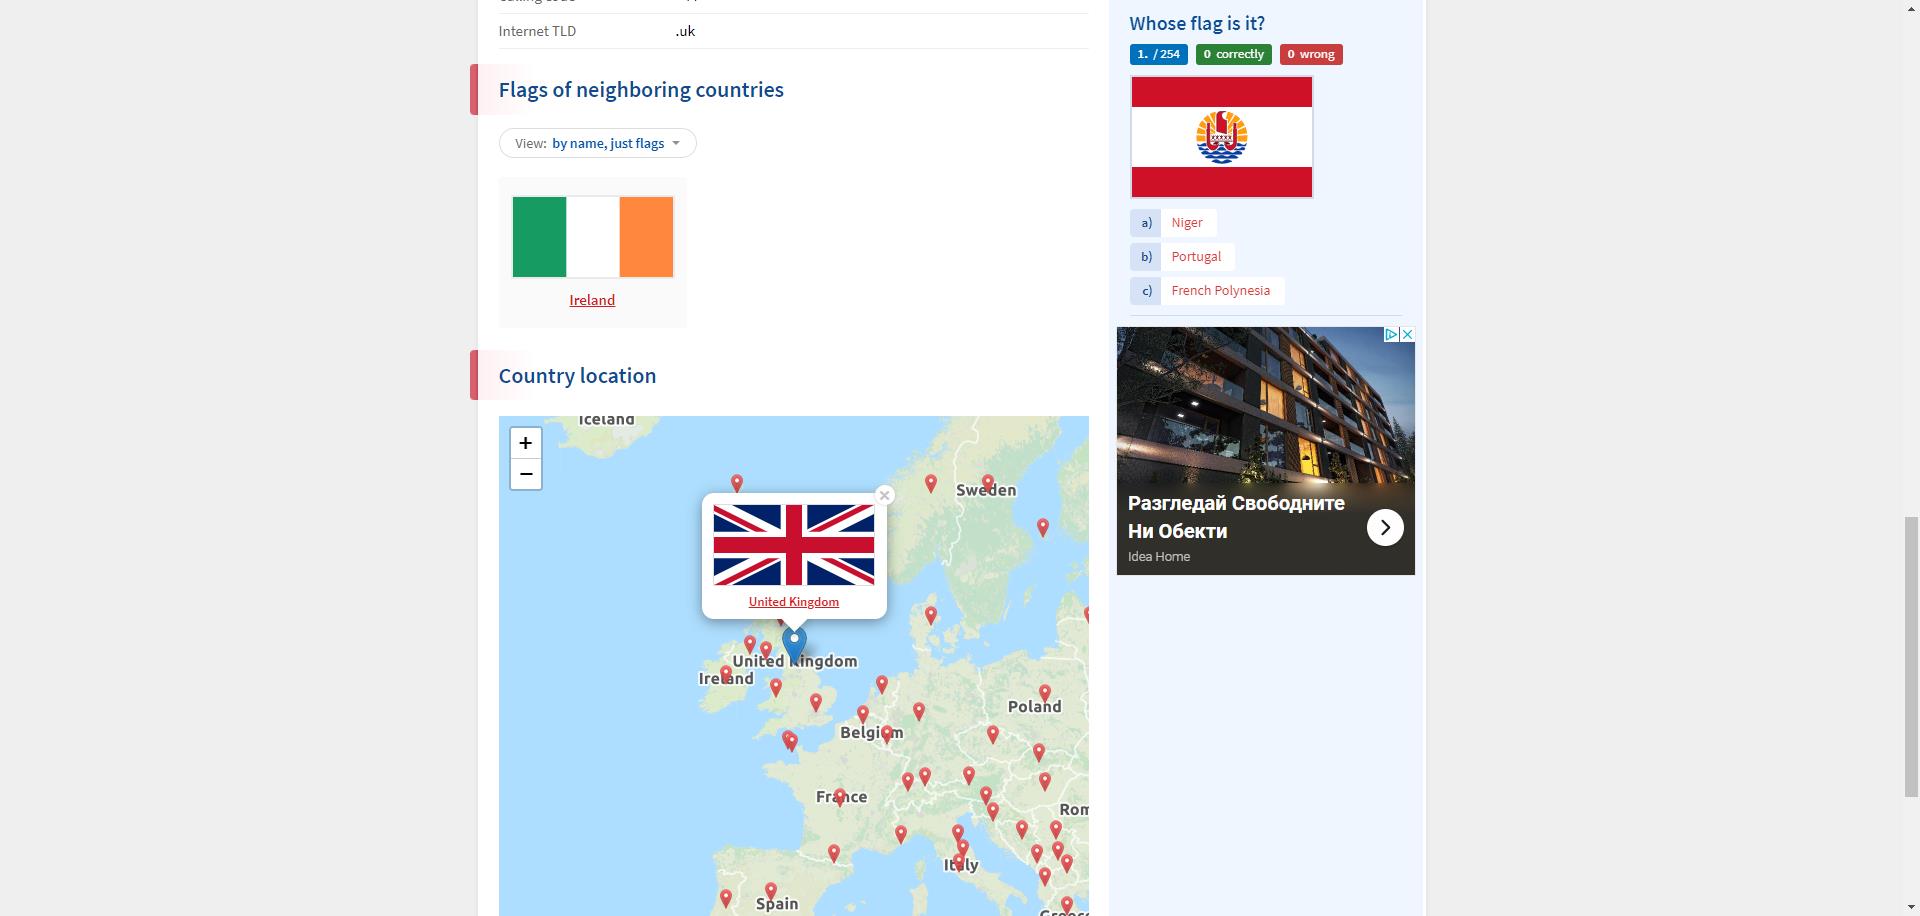 Internet TLD .uk
Flags of neighboring countries
View: by name, just flags
Ireland
Country location
+
−
Iceland
Sweden
United Kingdom
United Kingdom
Ireland
Poland
Belgium
France
Rom
Italy
Spain
Greece
Whose flag is it?
1. / 254 0 correctly 0 wrong
a) Niger
b) Portugal
c) French Polynesia
Разгледай Свободните
Ни Обекти
Idea Home